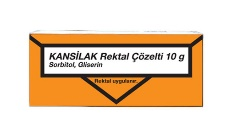 KANSİLAK Rektal Çözelti 10 g
Sorbitol, Gliserin
Rektal uygulanır.